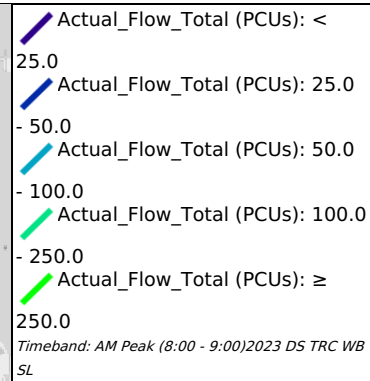 Actual_Flow_Total (PCUs): <
25.0
Actual_Flow_Total (PCUs): 25.0
- 50.0
Actual_Flow_Total (PCUs): 50.0
- 100.0
Actual_Flow_Total (PCUs): 100.0
- 250.0
Actual_Flow_Total (PCUs): ≥
250.0
Timeband: AM Peak (8:00 - 9:00)2023 DS TRC WB
SL